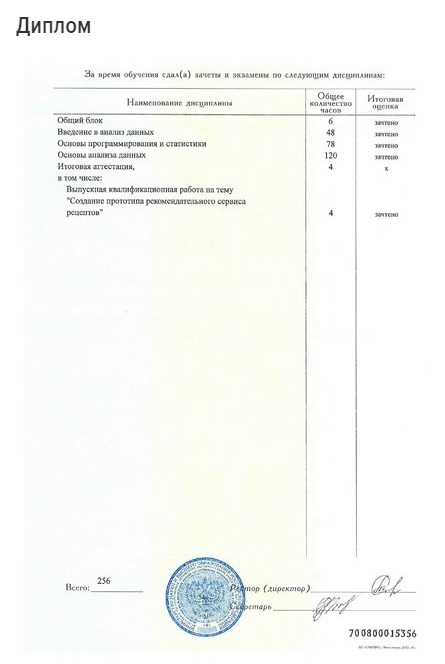 Диплом
За время обучения сдал(а) зачеты и экзамены по следующим дисциплинам:
Наименование дисциплины Общее количество часов Итоговая оценка
Общий блок 6 зачтено
Введение в анализ данных 48 зачтено
Основы программирования и статистики 78 зачтено
Основы анализа данных 120 зачтено
Итоговая аттестация, 4 х
в том числе:
Выпускная квалификационная работа на тему
"Создание прототипа рекомендательного сервиса
рецептов" 4 зачтено
Всего: 256
Ректор (директор)
Секретарь
700800015356